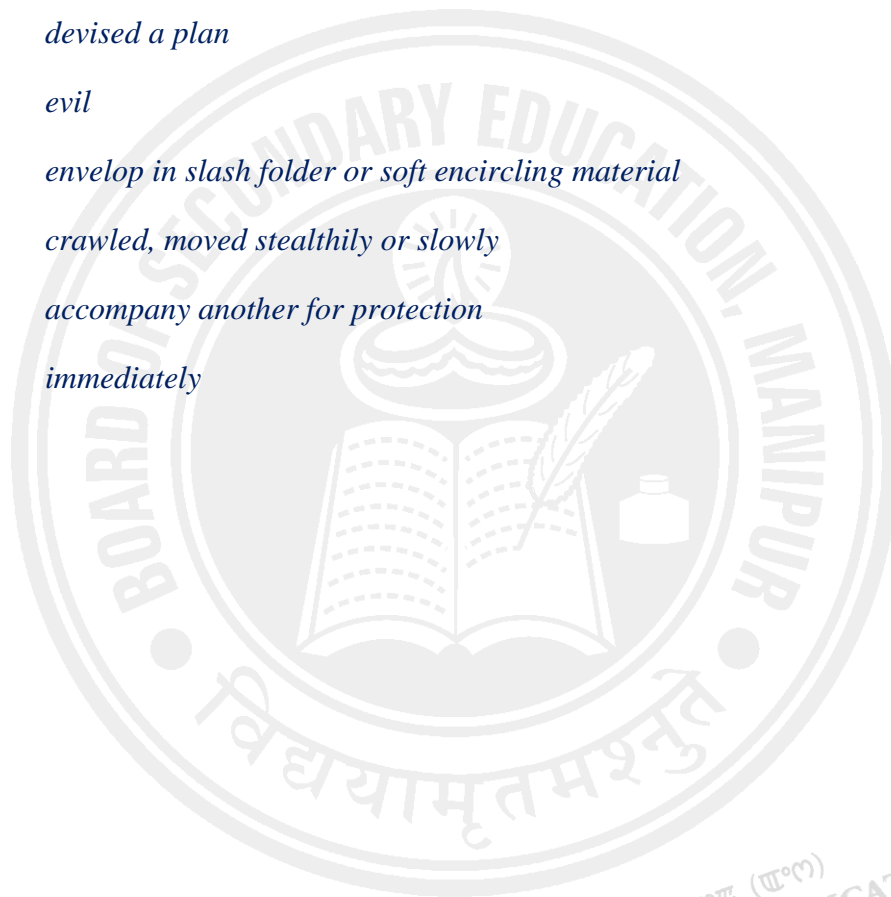 devised a plan
evil
envelop in slash folder or soft encircling material
crawled, moved stealthily or slowly
accompany another for protection
immediately
BOARD OF SECONDARY EDUCATION, MANIPUR
विद्ययामृतमश्नुते